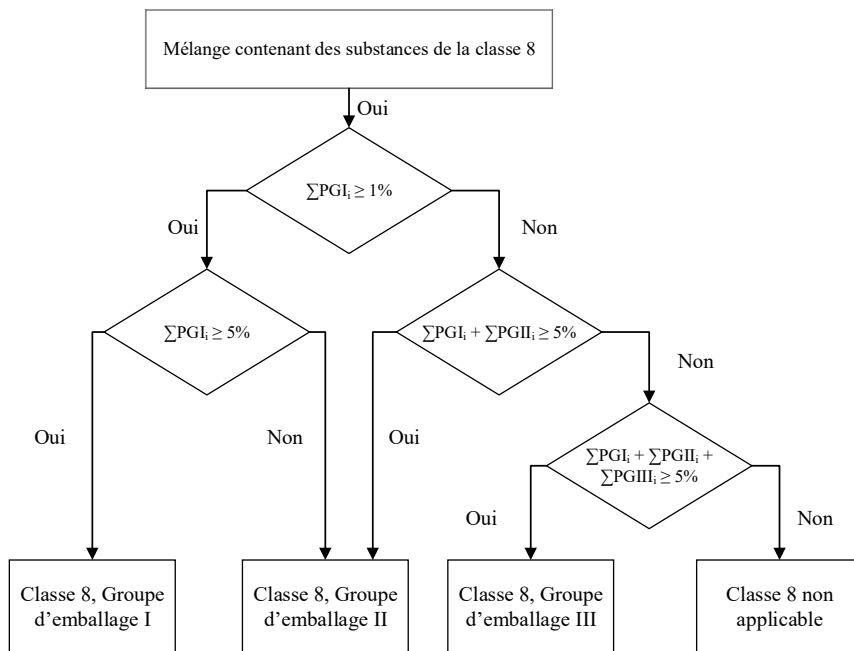 Mélange contenant des substances de la classe 8
Oui
∑PGIᵢ ≥ 1%
Oui
Non
∑PGIᵢ ≥ 5%
∑PGIᵢ + ∑PGIIᵢ ≥ 5%
Non
Oui
Non
Oui
∑PGIᵢ + ∑PGIIᵢ +
∑PGIIIᵢ ≥ 5%
Oui
Non
Classe 8, Groupe
d’emballage I
Classe 8, Groupe
d’emballage II
Classe 8, Groupe
d’emballage III
Classe 8 non
applicable